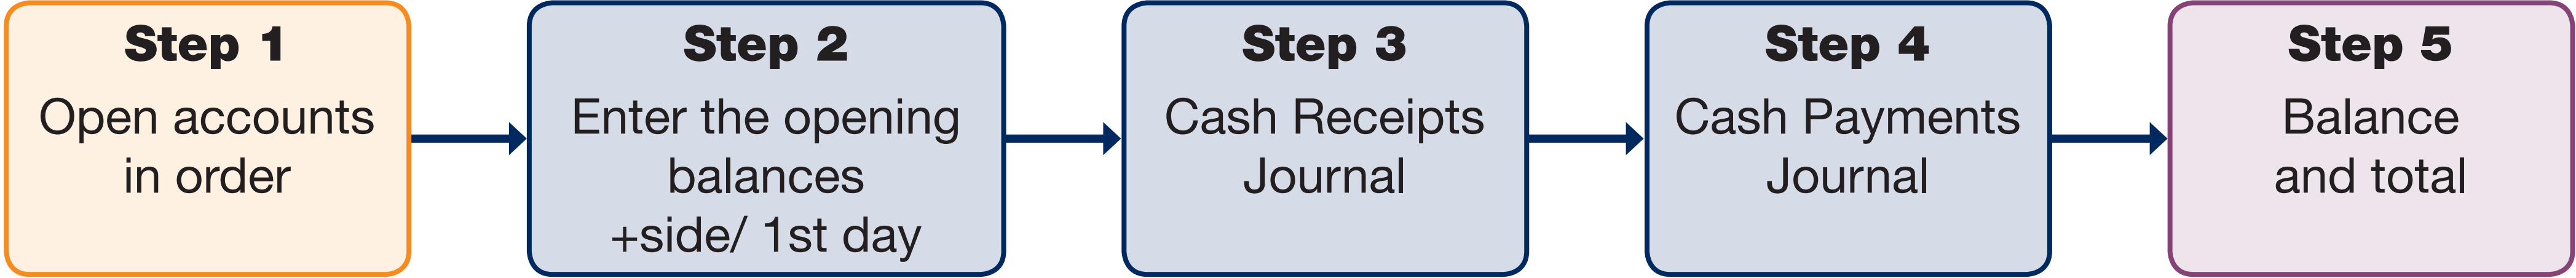 Step 1
Open accounts
in order
Step 2
Enter the opening
balances
+side/ 1st day
Step 3
Cash Receipts
Journal
Step 4
Cash Payments
Journal
Step 5
Balance
and total